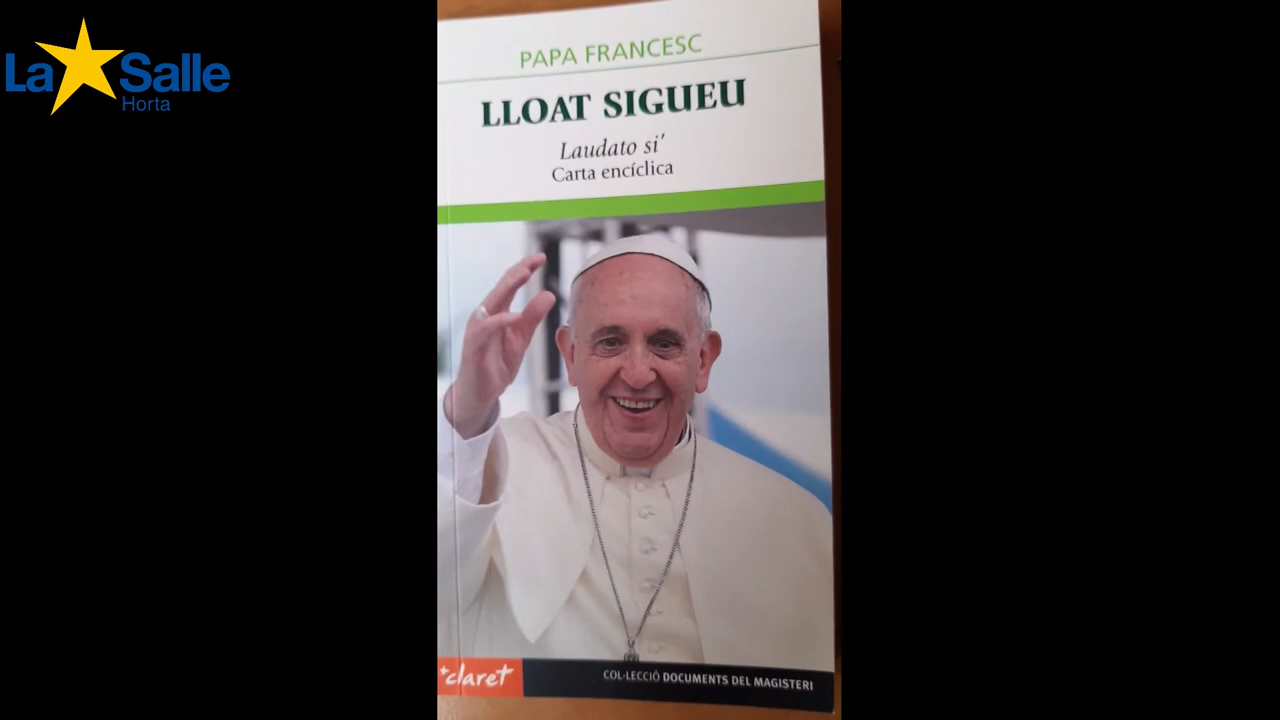 La Salle
Horta
PAPA FRANCESC
LLOAT SIGUEU
Laudato si'
Carta encíclica
claret
COL·LECCIÓ DOCUMENTS DEL MAGISTERI